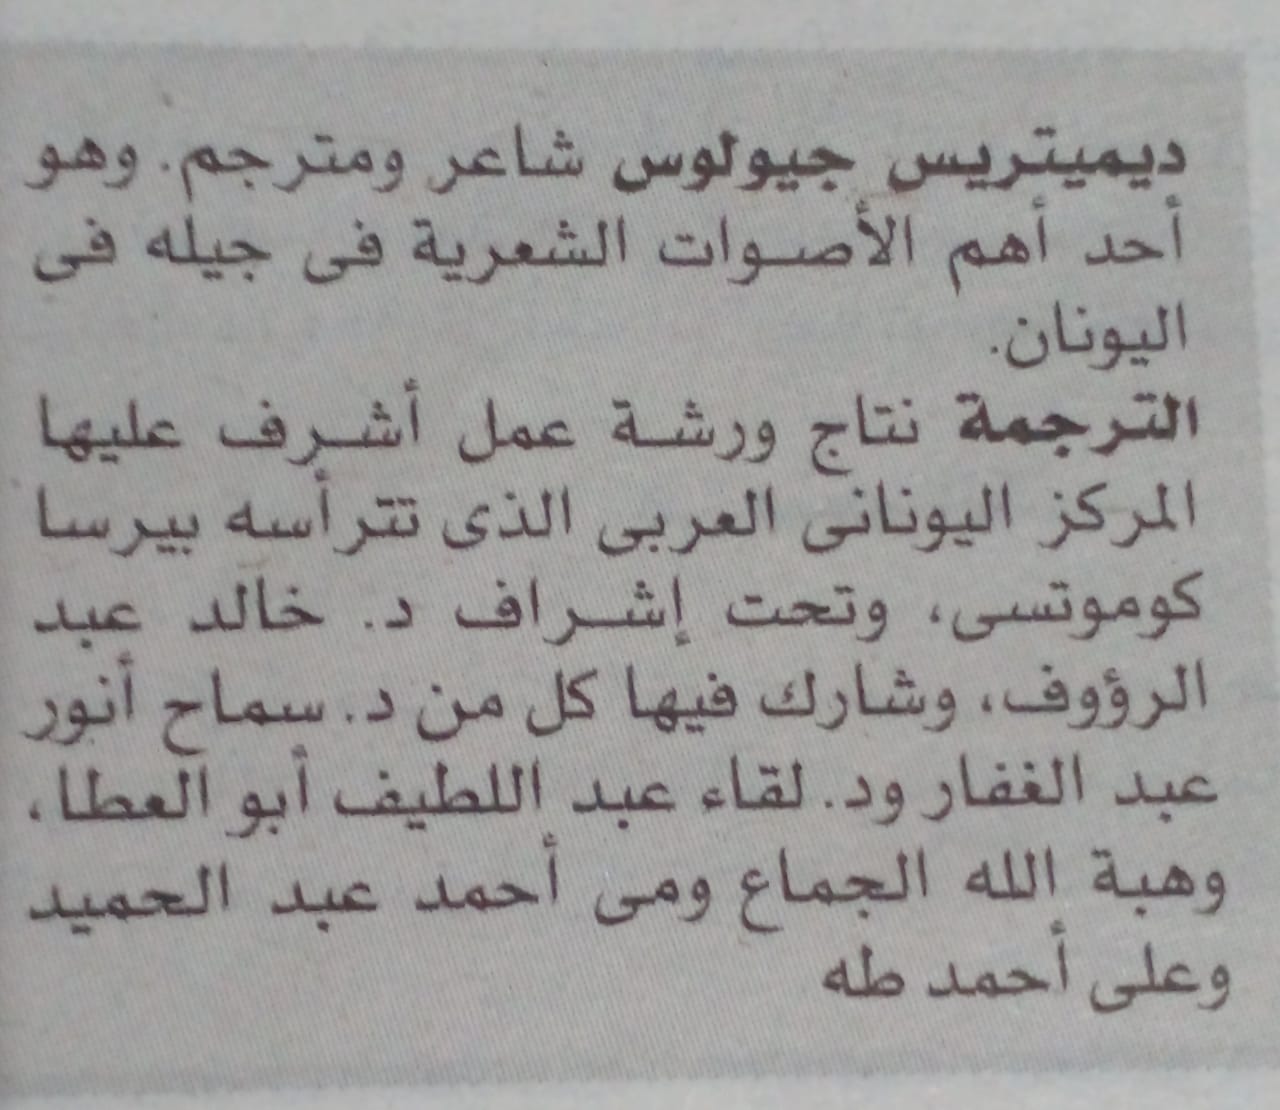 ديميتريس جيولوس شاعر ومترجم. وهو
أحد أهم الأصوات الشعرية فى جيله فى
اليونان.
الترجمة نتاج ورشة عمل أشرف عليها
المركز اليونانى العربى الذى تترأسه بيرسا
كوموتسى، وتحت إشراف د. خالد عبد
الرؤوف، وشارك فيها كل من د. سماح أنور
عبد الغفار ود. لقاء عبد اللطيف أبو العطا،
وهبة الله الجماع ومى أحمد عبد الحميد
وعلى أحمد طه